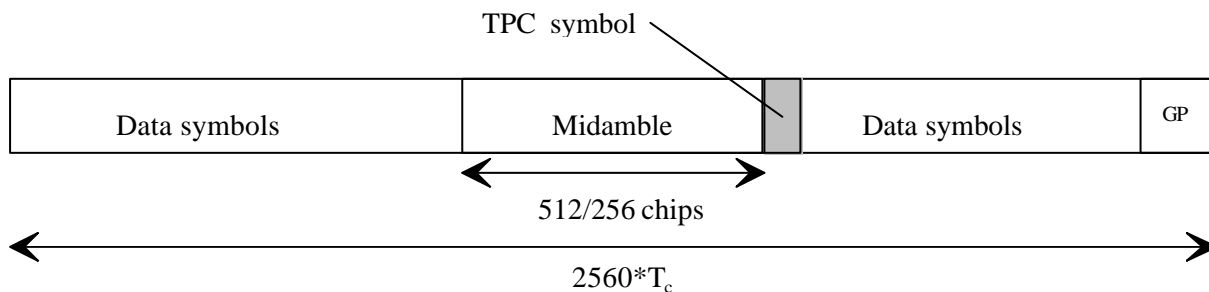 TPC symbol
Data symbols
Midamble
Data symbols
GP
512/256 chips
2560*Tc